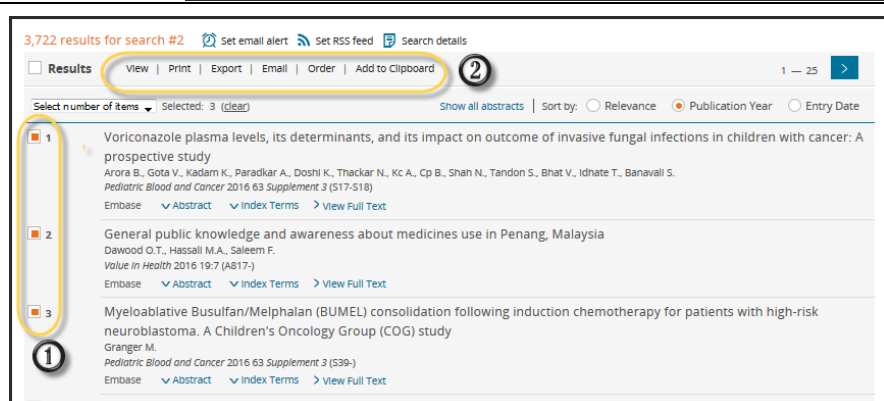 3,722 results for search #2 Set email alert Set RSS feed Search details
Results View | Print | Export | Email | Order | Add to Clipboard 2 1 — 25 >
Select number of items Selected: 3 (clear) Show all abstracts | Sort by: Relevance Publication Year Entry Date
1 Voriconazole plasma levels, its determinants, and its impact on outcome of invasive fungal infections in children with cancer: A
prospective study
Arora B., Gota V., Kadam K., Paradkar A., Doshi K., Thackar N., Kc A., Cp B., Shah N., Tandon S., Bhat V., Idhate T., Banavali S.
Pediatric Blood and Cancer 2016 63 Supplement 3 (S17-S18)
Embase Abstract Index Terms > View Full Text
2 General public knowledge and awareness about medicines use in Penang, Malaysia
Dawood O.T., Hassali M.A., Saleem F.
Value in Health 2016 19:7 (A817-)
Embase Abstract Index Terms > View Full Text
3 Myeloablative Busulfan/Melphalan (BUMEL) consolidation following induction chemotherapy for patients with high-risk
neuroblastoma. A Children's Oncology Group (COG) study
Granger M.
1 Pediatric Blood and Cancer 2016 63 Supplement 3 (S39-)
Embase Abstract Index Terms > View Full Text